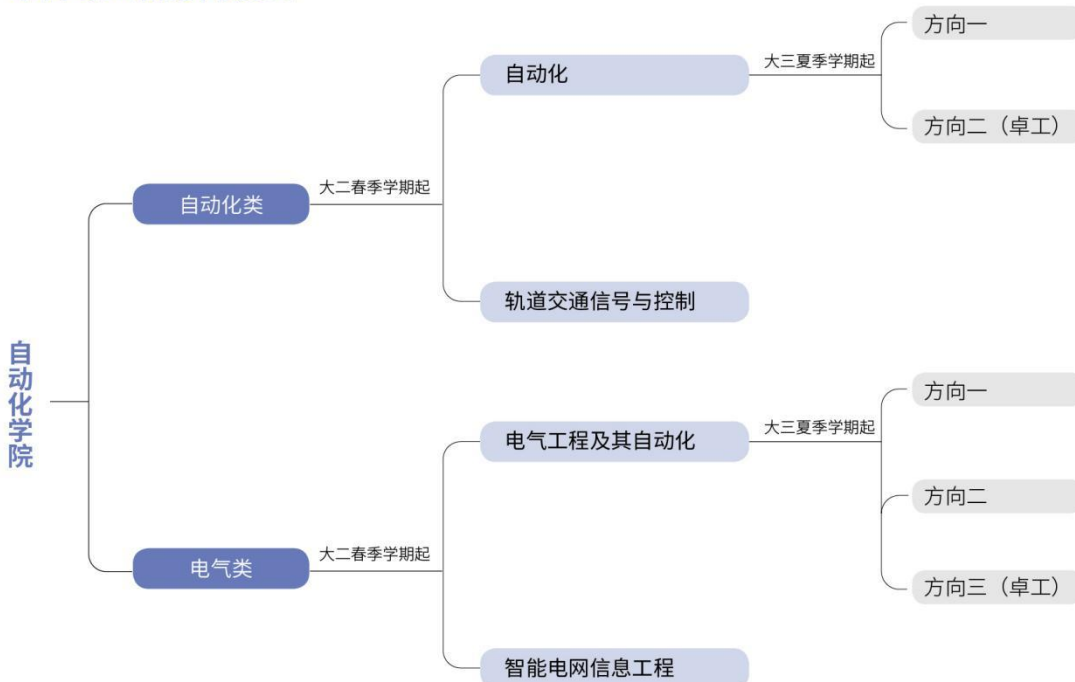 自动化学院
自动化类
大二春季学期起
自动化
大三夏季学期起
方向一
方向二（卓工）
轨道交通信号与控制
电气类
大二春季学期起
电气工程及其自动化
大三夏季学期起
方向一
方向二
方向三（卓工）
智能电网信息工程